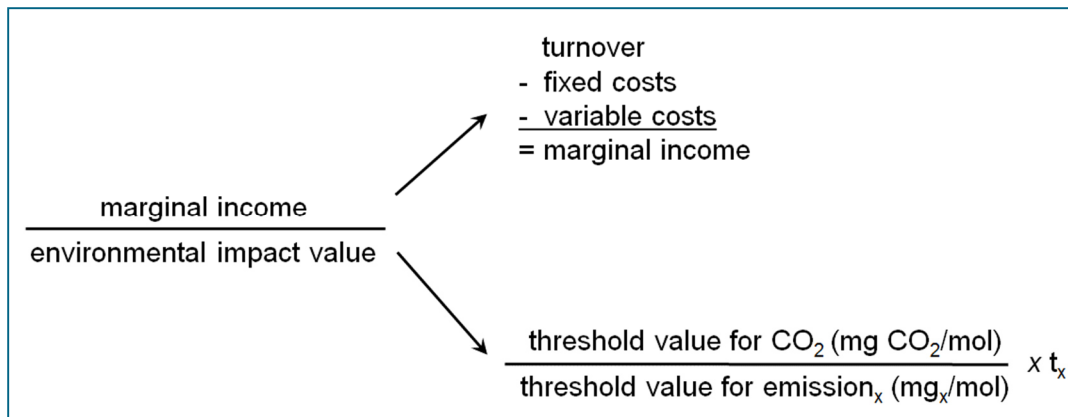 turnover
- fixed costs
- variable costs
= marginal income
marginal income
environmental impact value
threshold value for CO₂ (mg CO₂/mol)
threshold value for emissionₓ (mgₓ/mol)
x tₓ